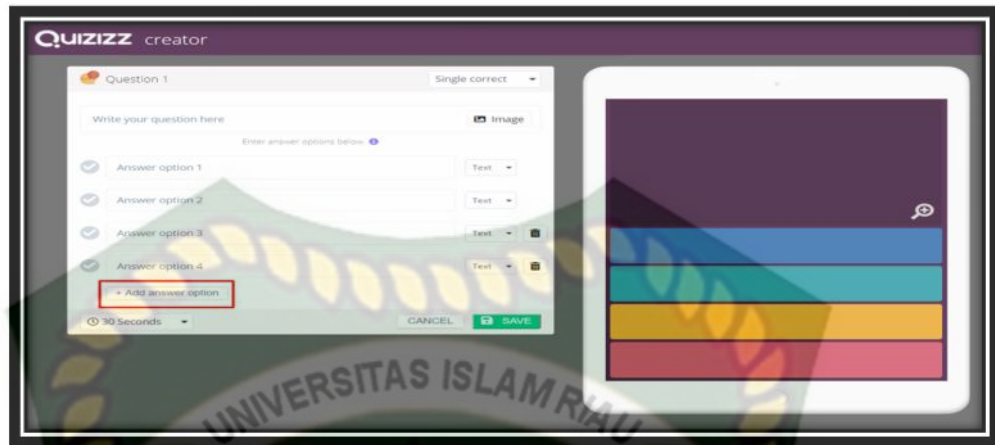 QUIZIZZ creator
Question 1
Single correct
Write your question here
Image
Enter answer options below
Answer option 1
Text
Answer option 2
Text
Answer option 3
Text
Answer option 4
Text
+ Add answer option
30 Seconds
CANCEL
SAVE
UNIVERSITAS ISLAM RIAU